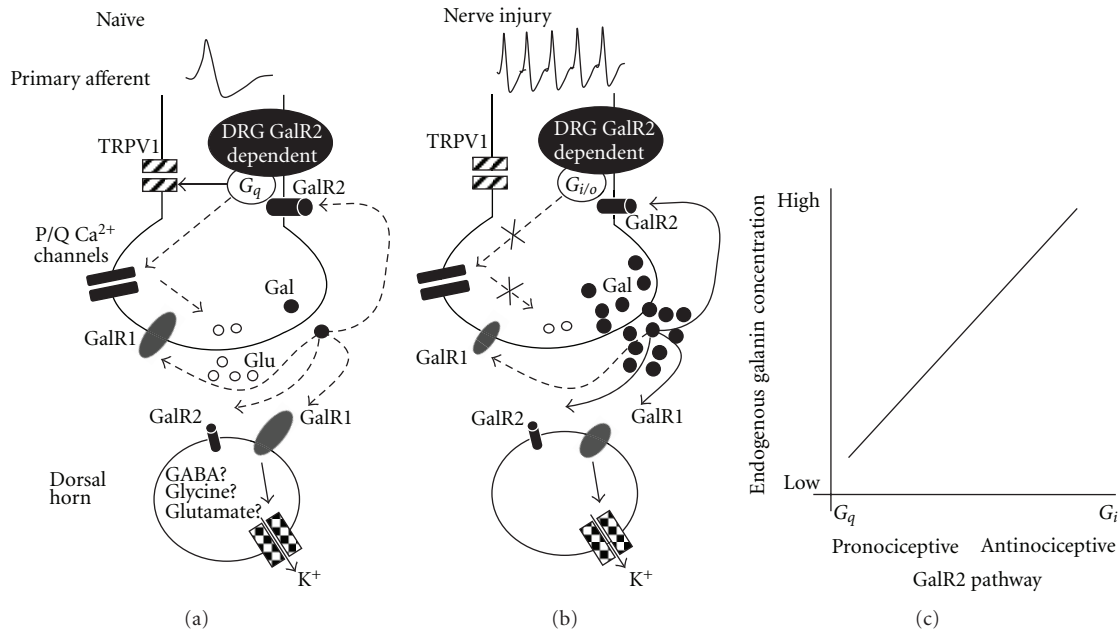 Naïve
Primary afferent
TRPV1
DRG GalR2
dependent
Gq
GalR2
P/Q Ca²⁺
channels
Gal
GalR1
Glu
GalR2
GalR1
GABA?
Glycine?
Glutamate?
Dorsal
horn
K⁺
(a)
Nerve injury
TRPV1
DRG GalR2
dependent
Gi/o
GalR2
Gal
GalR1
GalR2
GalR1
K⁺
(b)
Endogenous galanin concentration
High
Low
Gq
Gi
Pronociceptive
Antinociceptive
GalR2 pathway
(c)